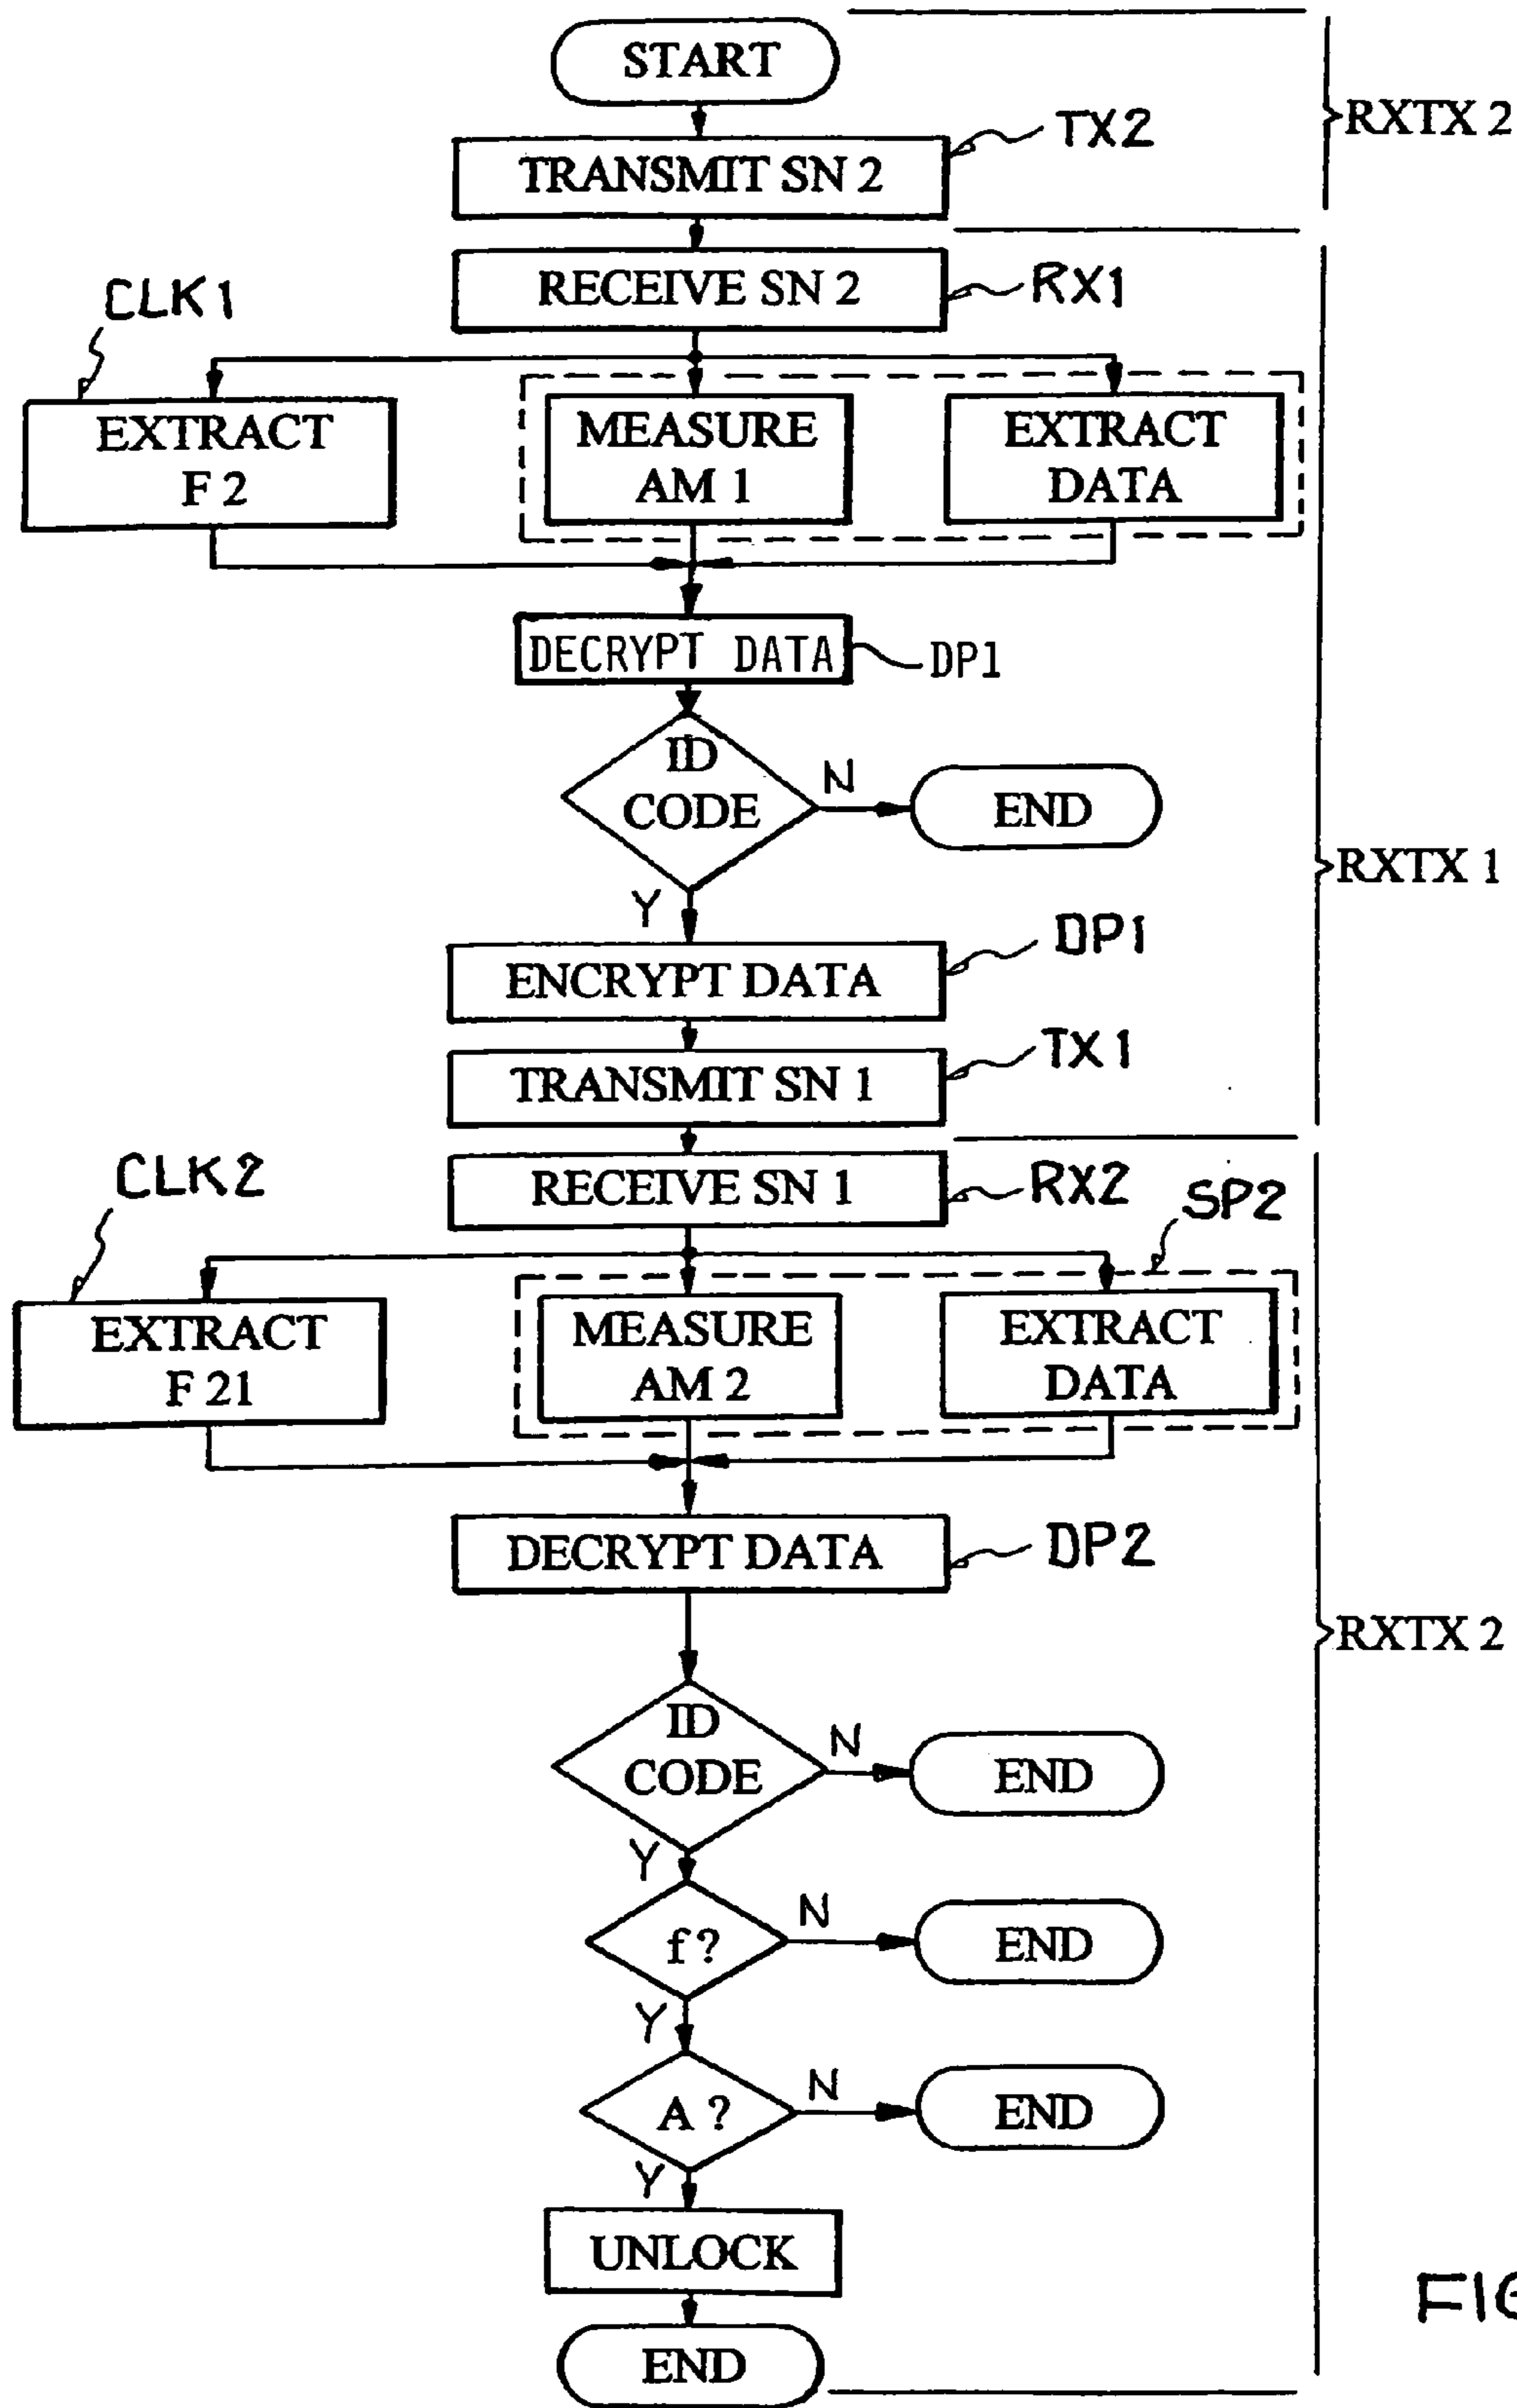 START
RXTX 2
TX2
TRANSMIT SN 2
RECEIVE SN 2
RX1
CLK1
EXTRACT
F 2
MEASURE
AM 1
EXTRACT
DATA
DECRYPT DATA
DP1
ID
CODE
N
END
RXTX 1
Y
ENCRYPT DATA
DP1
TRANSMIT SN 1
TX1
RECEIVE SN 1
RX2
CLK2
SP2
EXTRACT
F 21
MEASURE
AM 2
EXTRACT
DATA
DECRYPT DATA
DP2
RXTX 2
ID
CODE
N
END
Y
f ?
N
END
Y
A ?
N
END
Y
UNLOCK
END